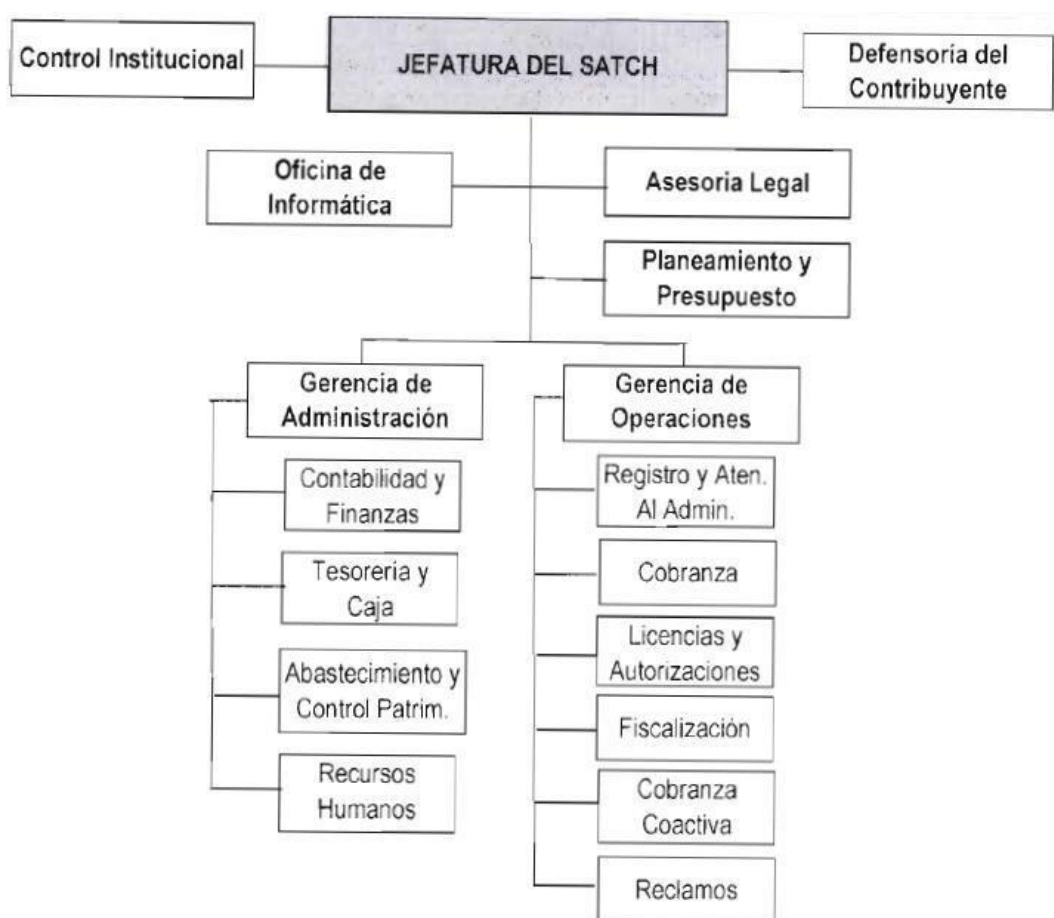 Control Institucional
JEFATURA DEL SATCH
Defensoría del
Contribuyente
Oficina de
Informática
Asesoria Legal
Planeamiento y
Presupuesto
Gerencia de
Administración
Contabilidad y
Finanzas
Tesoreria y
Caja
Abastecimiento y
Control Patrim.
Recursos
Humanos
Gerencia de
Operaciones
Registro y Aten.
Al Admin.
Cobranza
Licencias y
Autorizaciones
Fiscalización
Cobranza
Coactiva
Reclamos